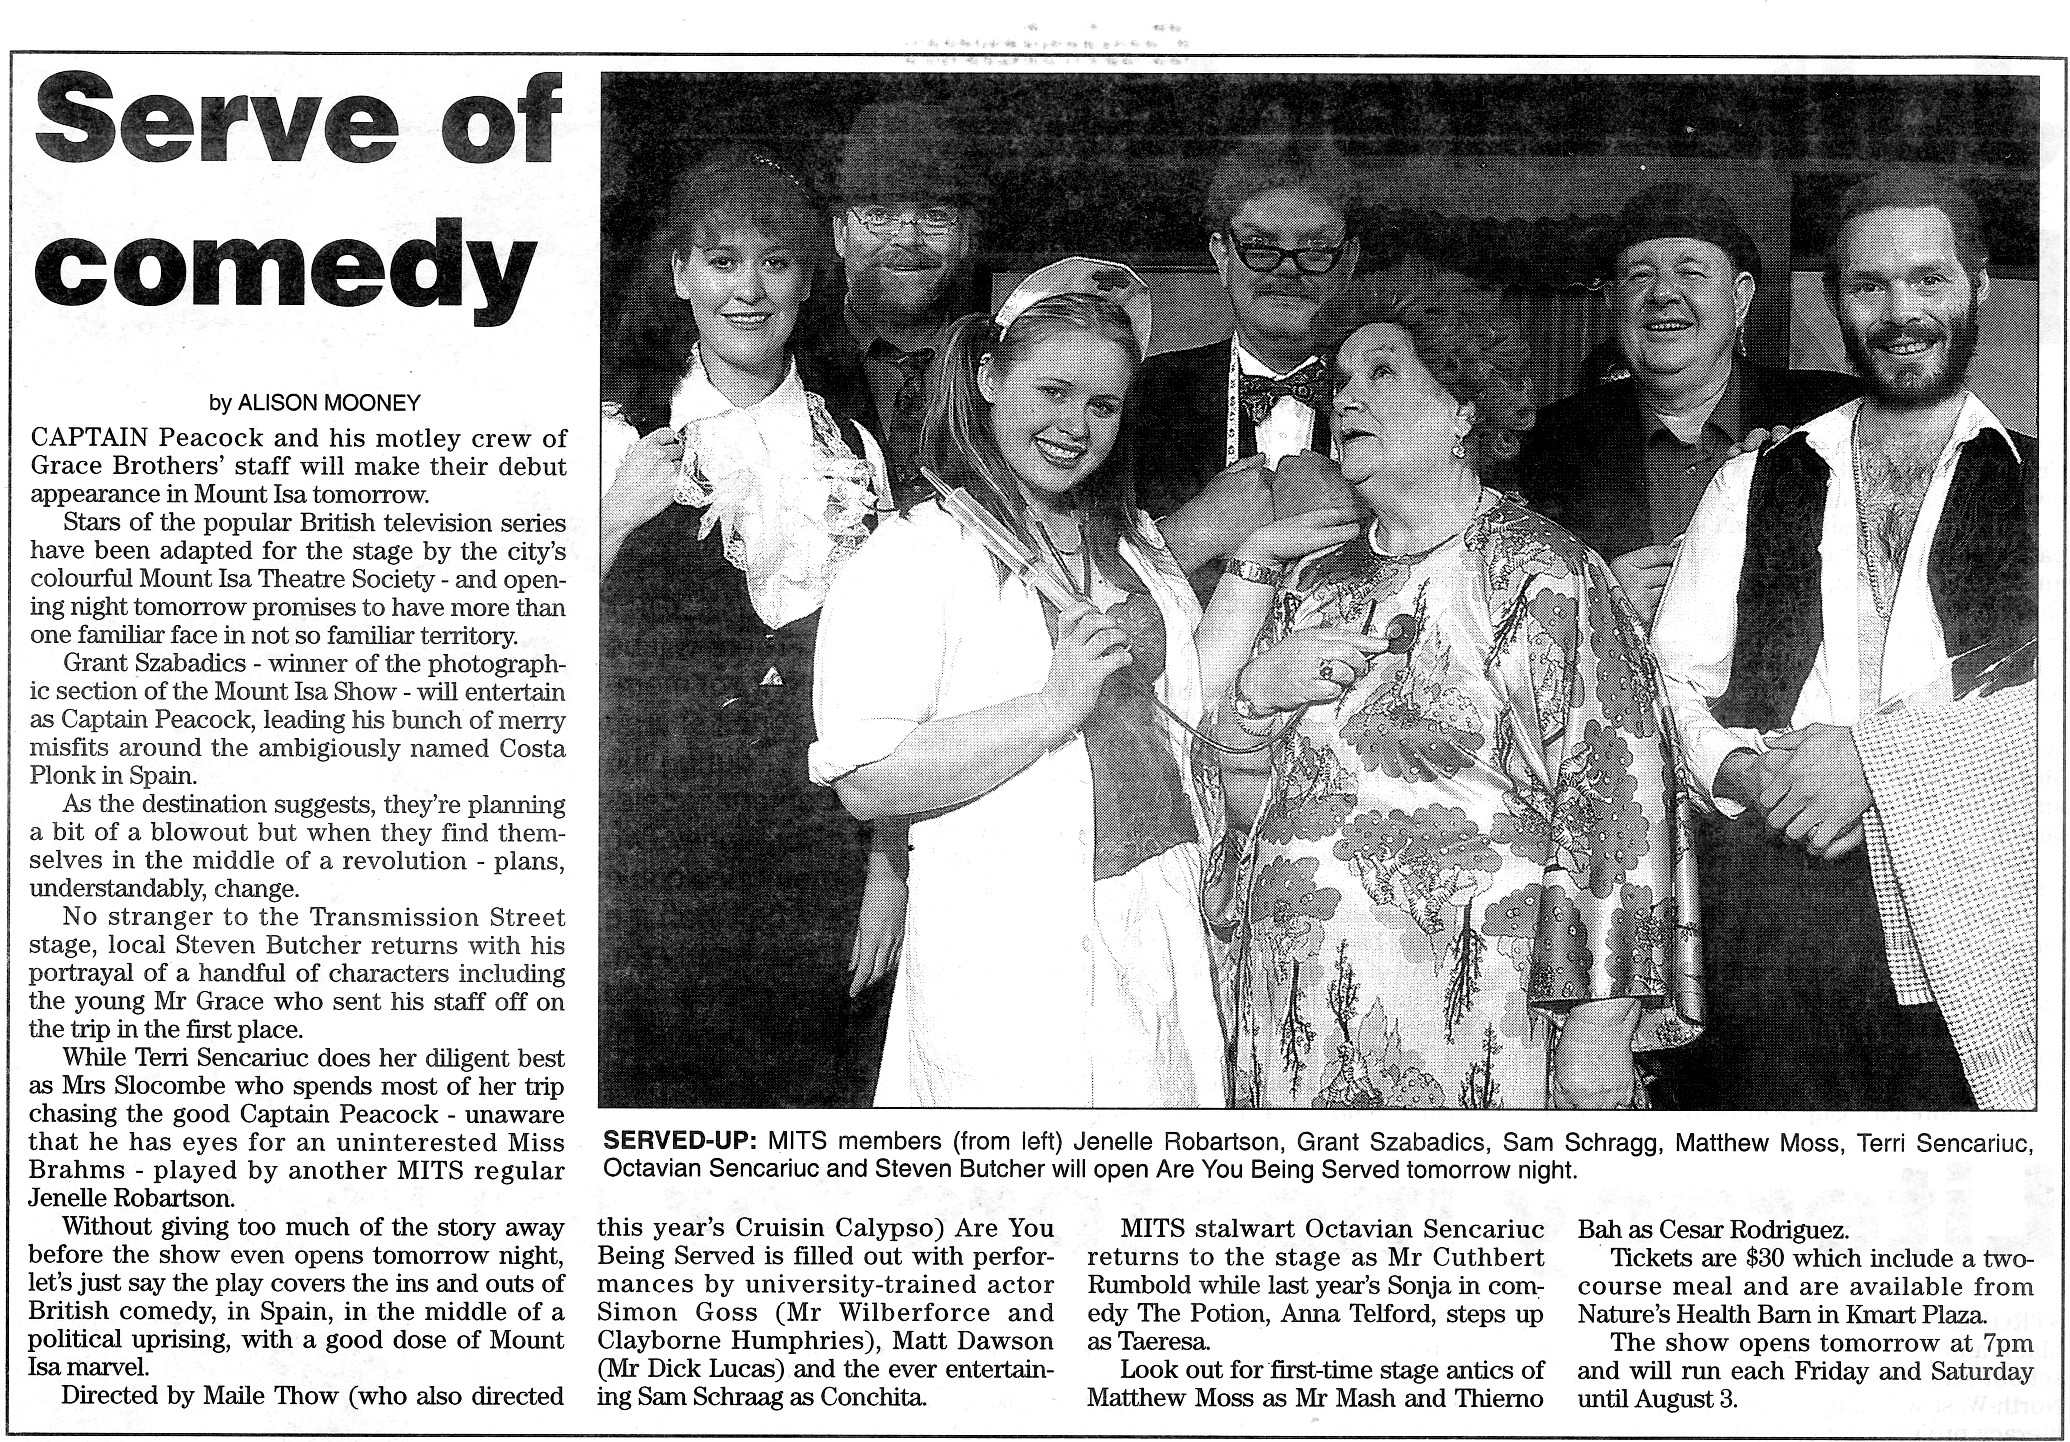 Serve of
comedy
by ALISON MOONEY
CAPTAIN Peacock and his motley crew of
Grace Brothers' staff will make their debut
appearance in Mount Isa tomorrow.
Stars of the popular British television series
have been adapted for the stage by the city's
colourful Mount Isa Theatre Society - and open-
ing night tomorrow promises to have more than
one familiar face in not so familiar territory.
Grant Szabadics - winner of the photograph-
ic section of the Mount Isa Show - will entertain
as Captain Peacock, leading his bunch of merry
misfits around the ambigiously named Costa
Plonk in Spain.
As the destination suggests, they're planning
a bit of a blowout but when they find them-
selves in the middle of a revolution - plans,
understandably, change.
No stranger to the Transmission Street
stage, local Steven Butcher returns with his
portrayal of a handful of characters including
the young Mr Grace who sent his staff off on
the trip in the first place.
While Terri Sencariuc does her diligent best
as Mrs Slocombe who spends most of her trip
chasing the good Captain Peacock - unaware
that he has eyes for an uninterested Miss
Brahms - played by another MITS regular
Jenelle Robartson.
Without giving too much of the story away
before the show even opens tomorrow night,
let's just say the play covers the ins and outs of
British comedy, in Spain, in the middle of a
political uprising, with a good dose of Mount
Isa marvel.
Directed by Maile Thow (who also directed
SERVED-UP: MITS members (from left) Jenelle Robartson, Grant Szabadics, Sam Schragg, Matthew Moss, Terri Sencariuc,
Octavian Sencariuc and Steven Butcher will open Are You Being Served tomorrow night.
this year's Cruisin Calypso) Are You
Being Served is filled out with perfor-
mances by university-trained actor
Simon Goss (Mr Wilberforce and
Clayborne Humphries), Matt Dawson
(Mr Dick Lucas) and the ever entertain-
ing Sam Schraag as Conchita.
MITS stalwart Octavian Sencariuc
returns to the stage as Mr Cuthbert
Rumbold while last year's Sonja in com-
edy The Potion, Anna Telford, steps up
as Taeresa.
Look out for first-time stage antics of
Matthew Moss as Mr Mash and Thierno
Bah as Cesar Rodriguez.
Tickets are $30 which include a two-
course meal and are available from
Nature's Health Barn in Kmart Plaza.
The show opens tomorrow at 7pm
and will run each Friday and Saturday
until August 3.